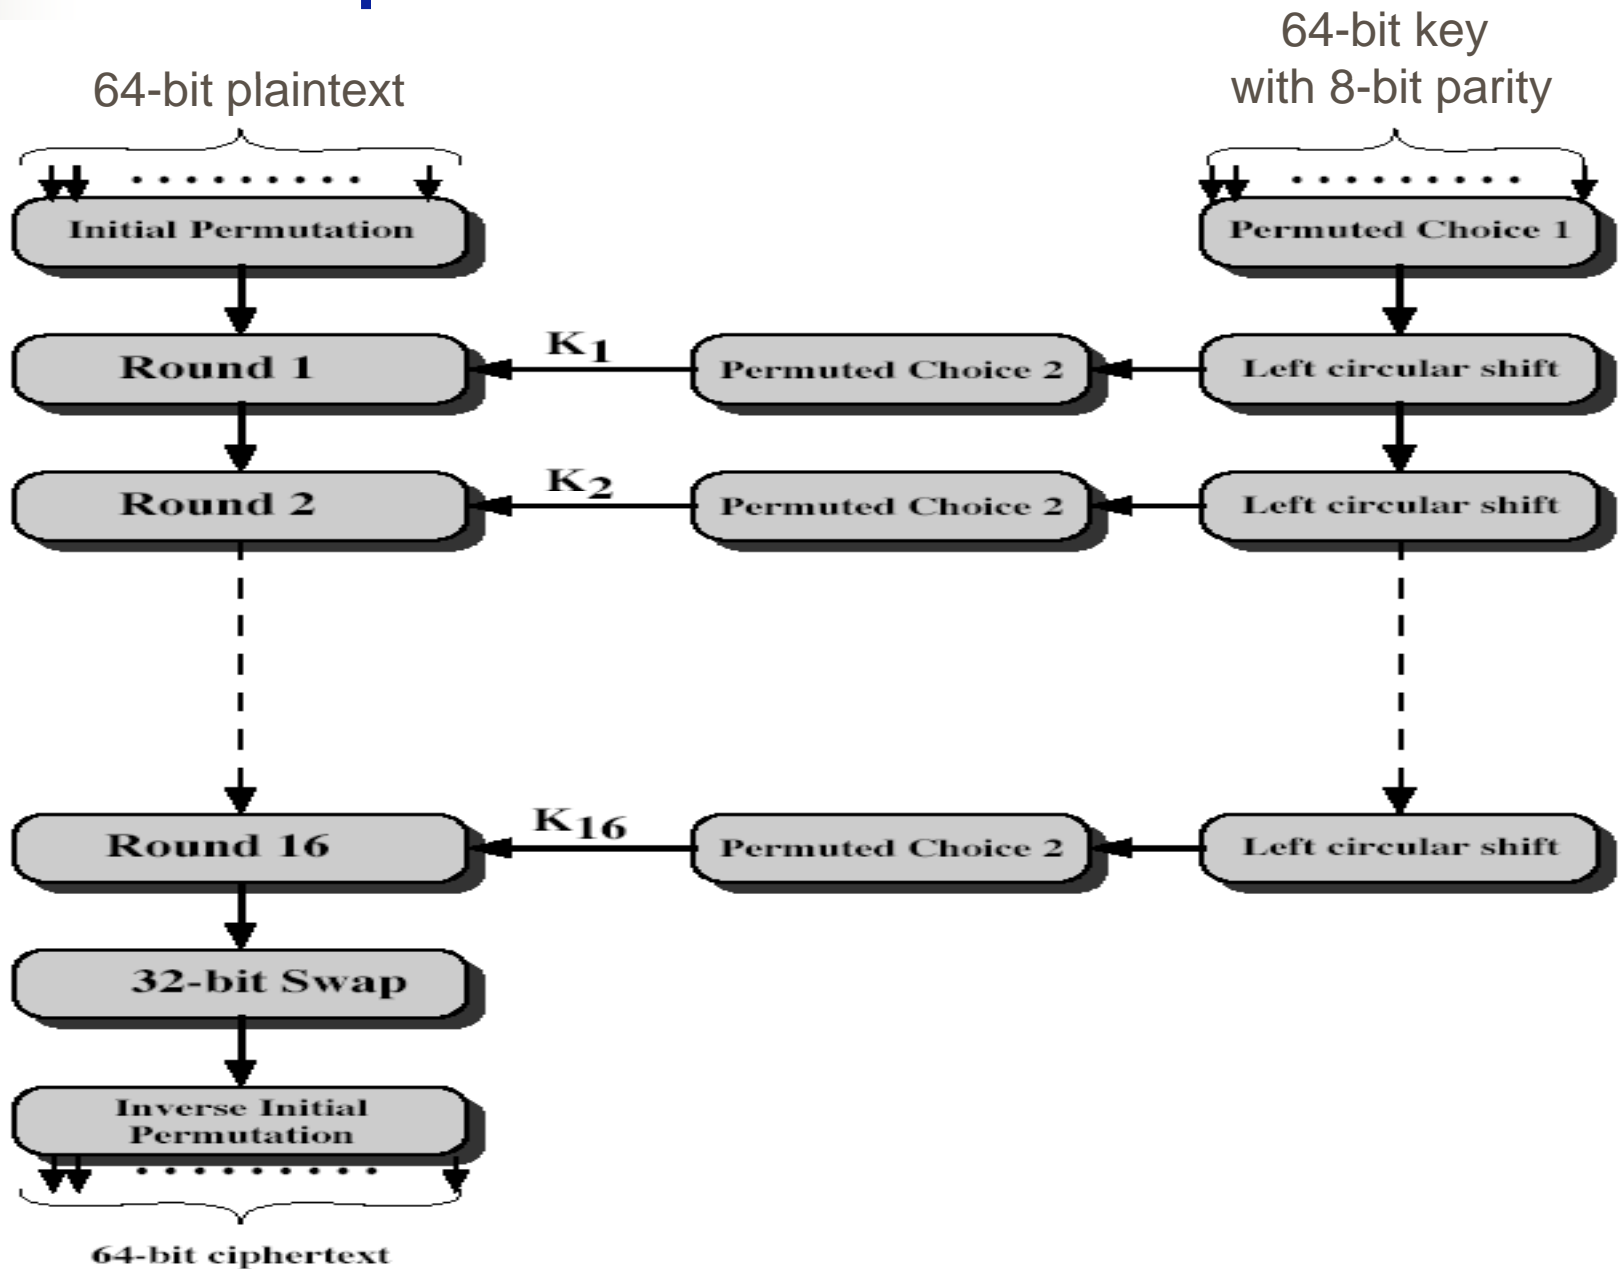 64-bit key
with 8-bit parity
64-bit plaintext
Initial Permutation
Permuted Choice 1
Round 1
K1
Permuted Choice 2
Left circular shift
Round 2
K2
Permuted Choice 2
Left circular shift
Round 16
K16
Permuted Choice 2
Left circular shift
32-bit Swap
Inverse Initial
Permutation
64-bit ciphertext